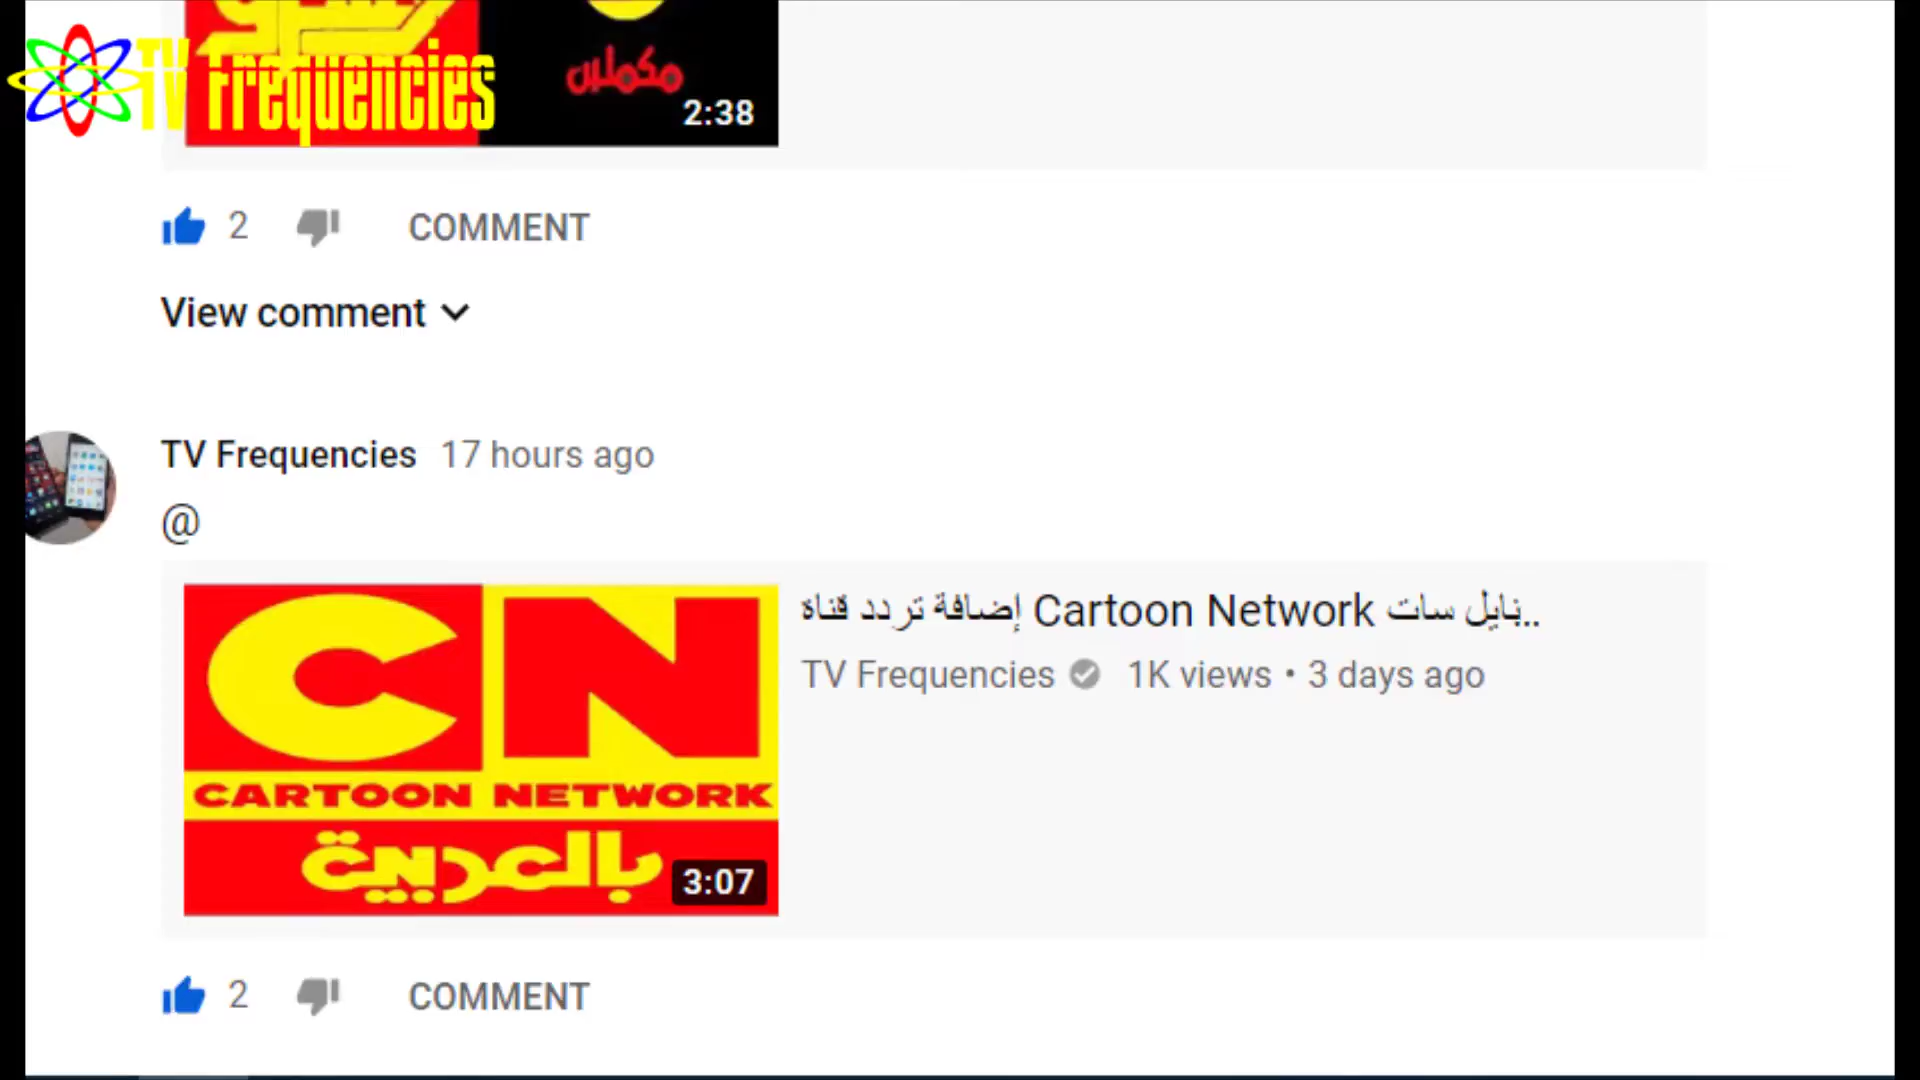 TV Frequencies
مكملين
2:38
2
COMMENT
View comment
TV Frequencies 17 hours ago
@
CN
CARTOON NETWORK
بالعربية
3:07
إضافة تردد قناة Cartoon Network نايل سات..
TV Frequencies 1K views • 3 days ago
2
COMMENT